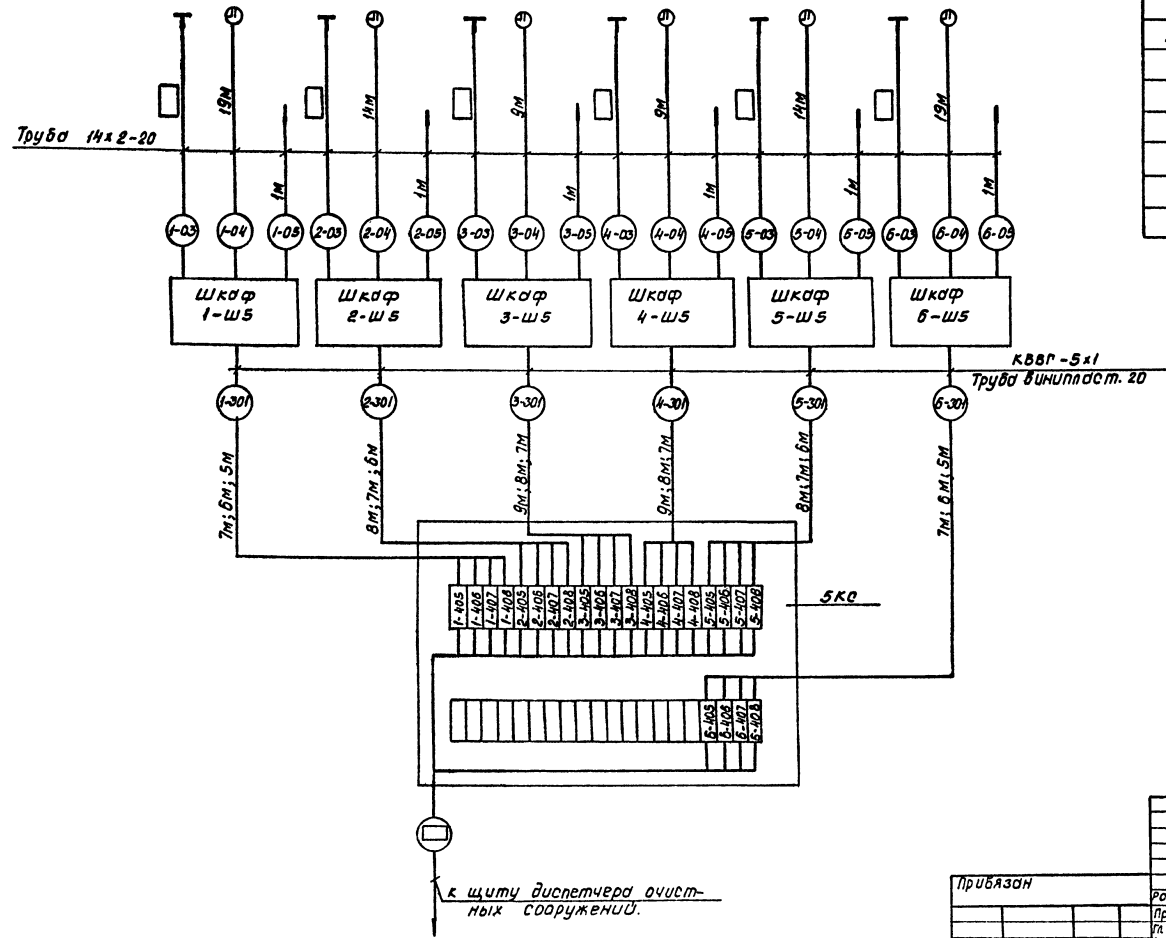 19м 14м 9м 9м 14м 19м
Труба 14х2-20
1м 1м 1м 1м 1м 1м
1-03 1-04 1-05 2-03 2-04 2-05 3-03 3-04 3-05 4-03 4-04 4-05 5-03 5-04 5-05 6-03 6-04 6-05
Шкаф
1-Ш5
Шкаф
2-Ш5
Шкаф
3-Ш5
Шкаф
4-Ш5
Шкаф
5-Ш5
Шкаф
6-Ш5
КВВГ-5х1
Труба винипласт. 20
1-301 2-301 3-301 4-301 5-301 6-301
7м; 6м; 5м
8м; 7м; 6м
9м; 8м; 7м
9м; 8м; 7м
8м; 7м; 6м
7м; 6м; 5м
1-405 1-406 1-407 1-408 2-405 2-406 2-407 2-408 3-405 3-406 3-407 3-408 4-405 4-406 4-407 4-408 5-405 5-406 5-407 5-408
5КС
6-405 6-406 6-407 6-408
к щиту диспетчера очист-
ных сооружений.
Привязан